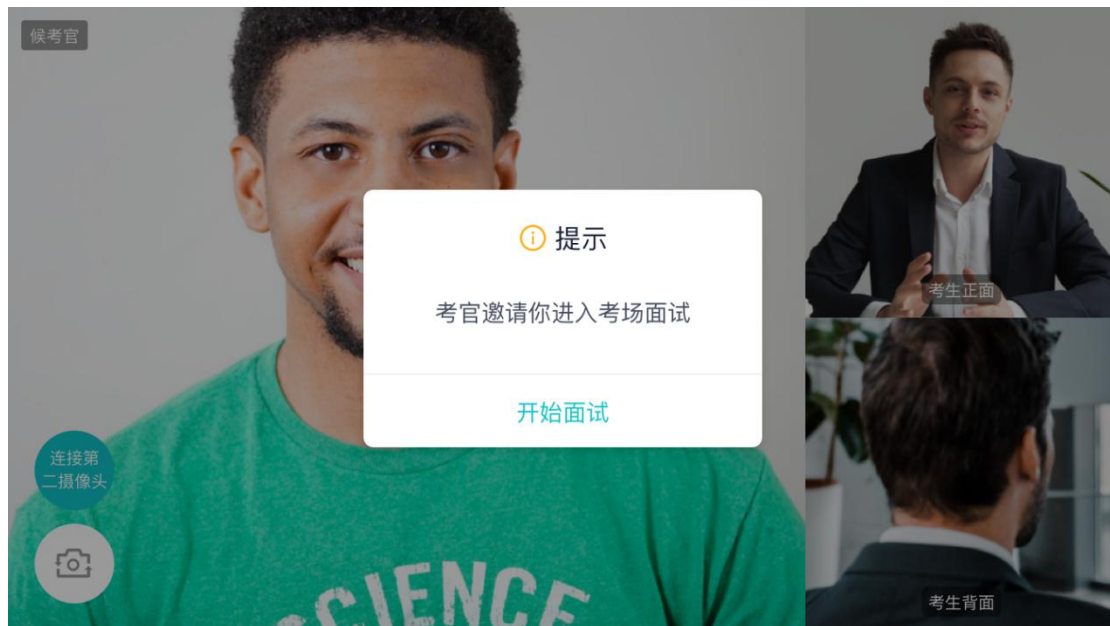 候考官
提示
考官邀请你进入考场面试
开始面试
连接第
二摄像头
考生正面
考生背面
SCIENCE